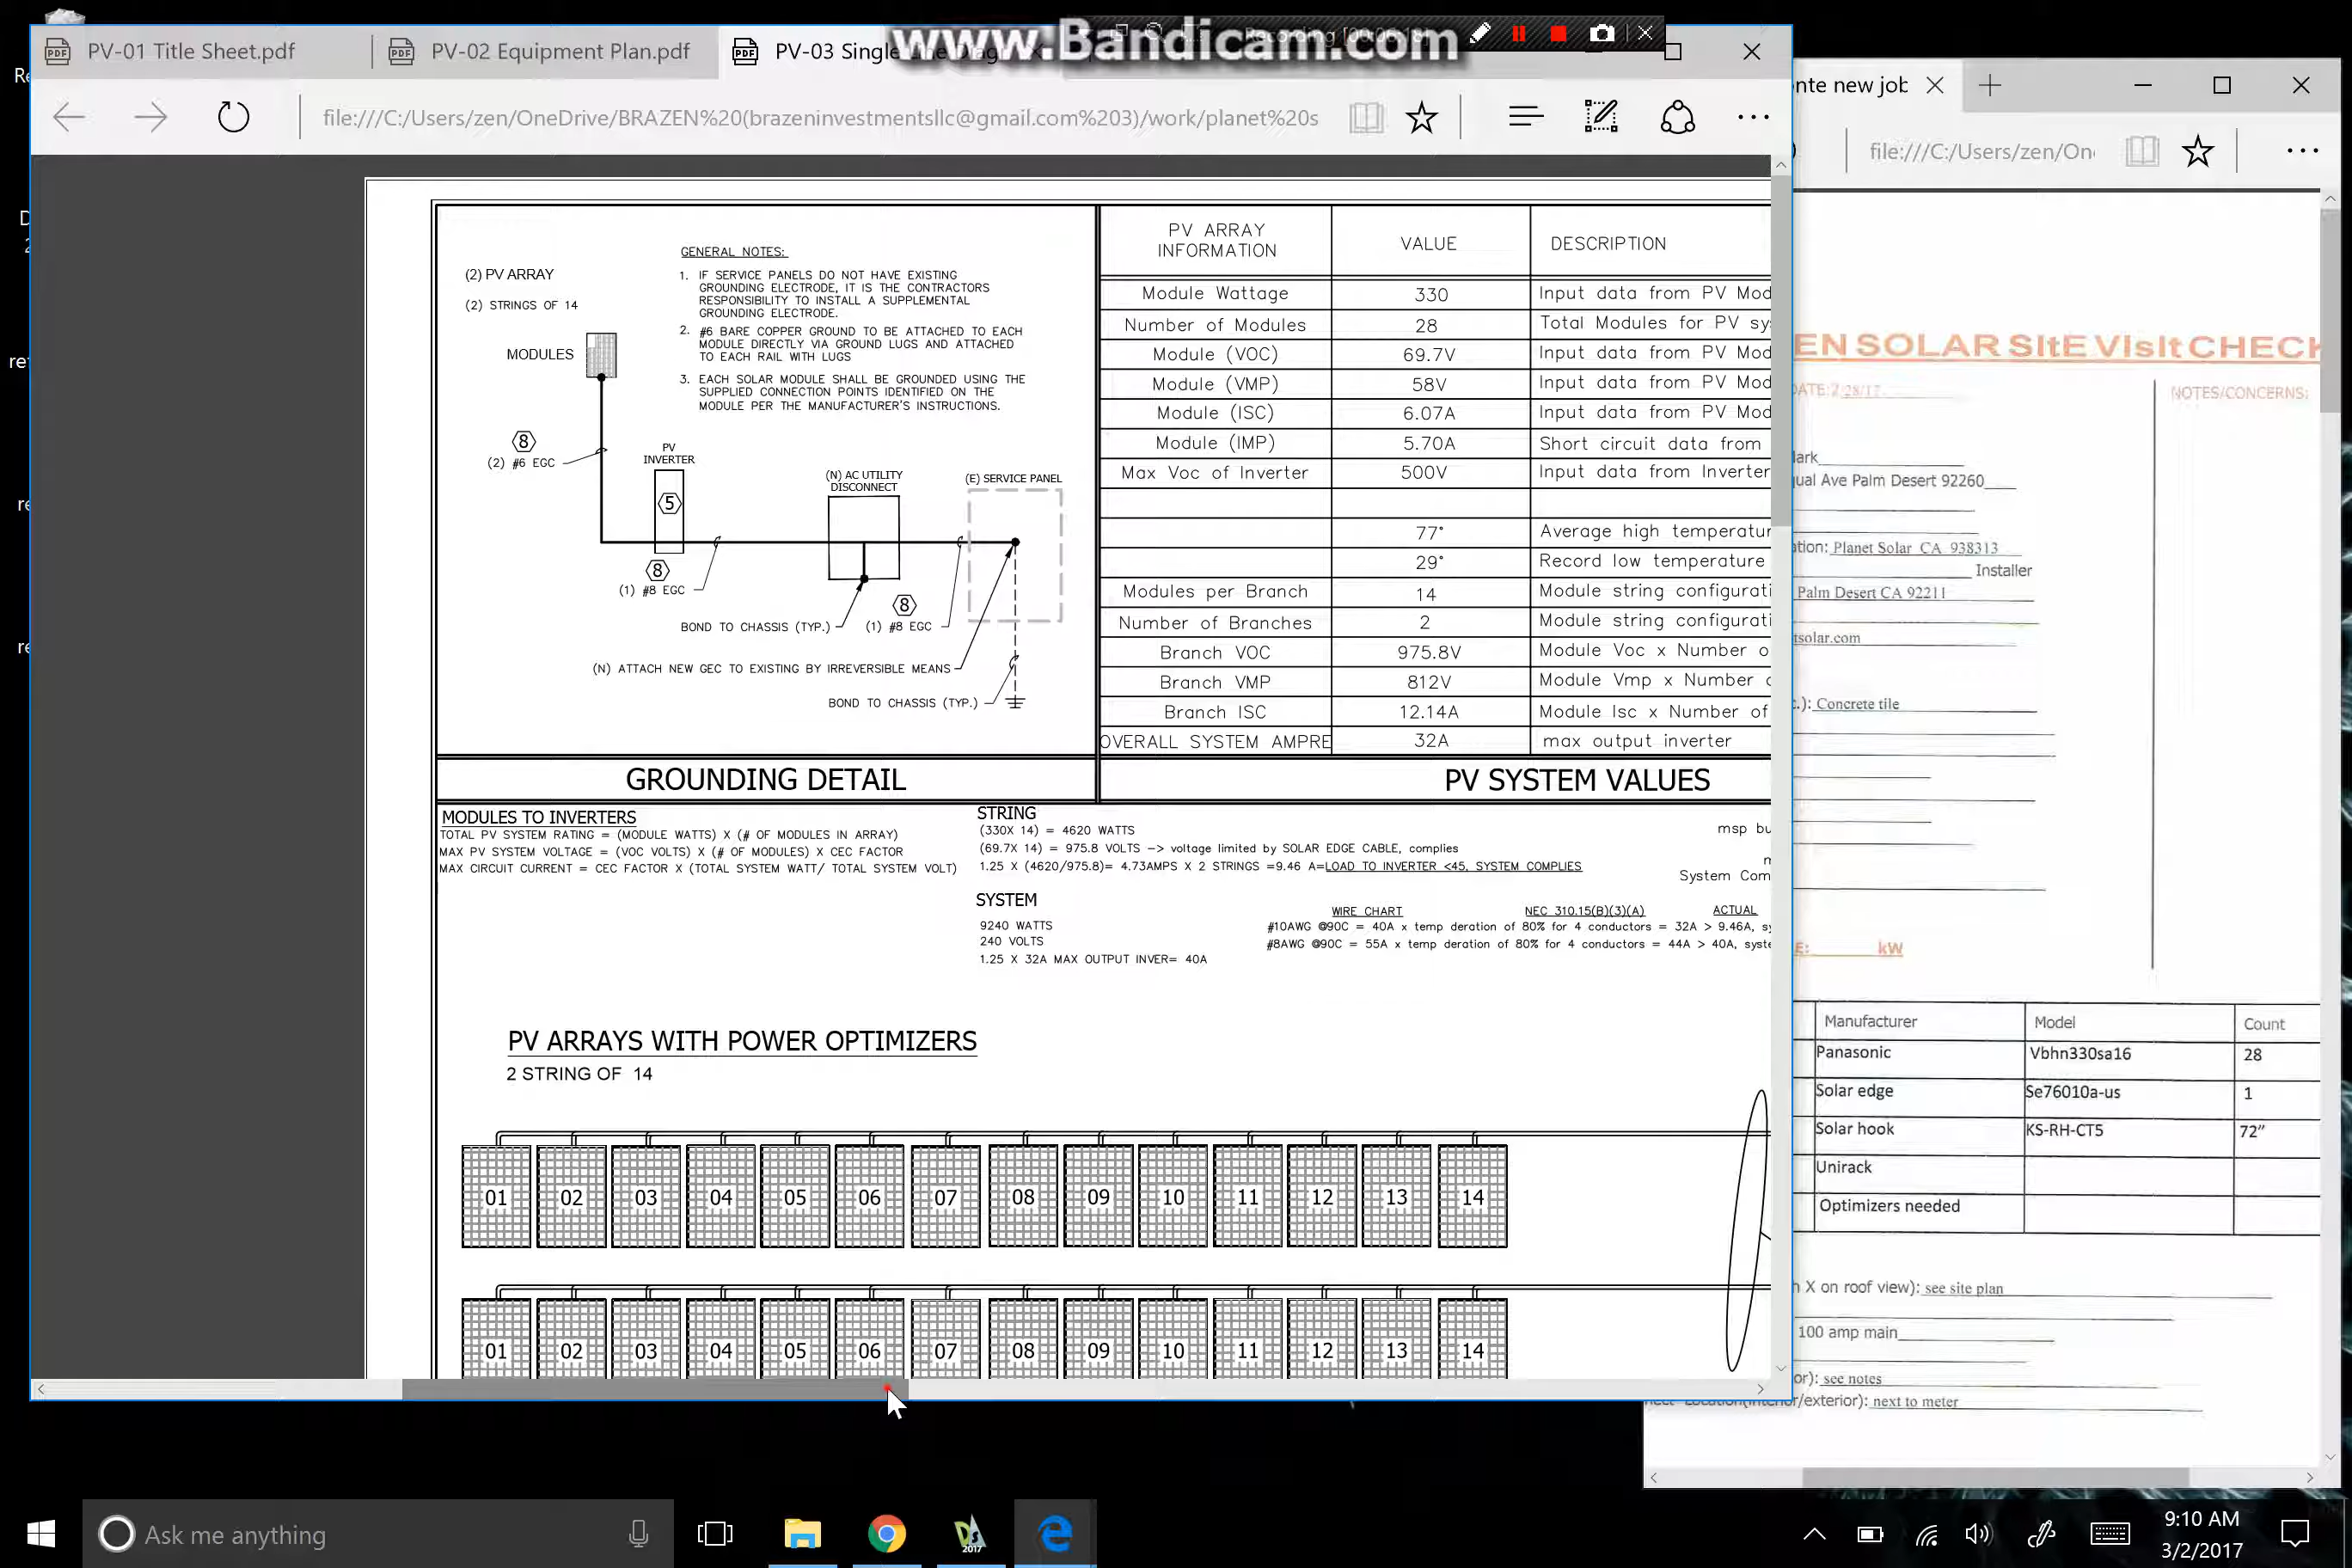 www.Bandicam.com
PV-01 Title Sheet.pdf
PV-02 Equipment Plan.pdf
PV-03 Single
file:///C:/Users/zen/OneDrive/BRAZEN%20(brazeninvestmentsllc@gmail.com%203)/work/planet%20s
GENERAL NOTES:
1. IF SERVICE PANELS DO NOT HAVE EXISTING
GROUNDING ELECTRODE, IT IS THE CONTRACTORS
RESPONSIBILITY TO INSTALL A SUPPLEMENTAL
GROUNDING ELECTRODE.
2. #6 BARE COPPER GROUND TO BE ATTACHED TO EACH
MODULE DIRECTLY VIA GROUND LUGS AND ATTACHED
TO EACH RAIL WITH LUGS
3. EACH SOLAR MODULE SHALL BE GROUNDED USING THE
SUPPLIED CONNECTION POINTS IDENTIFIED ON THE
MODULE PER THE MANUFACTURER'S INSTRUCTIONS.
(2) PV ARRAY
(2) STRINGS OF 14
MODULES
8
(2) #6 EGC
PV
INVERTER
5
8
(1) #8 EGC
(N) AC UTILITY
DISCONNECT
(E) SERVICE PANEL
8
BOND TO CHASSIS (TYP.)
(1) #8 EGC
(N) ATTACH NEW GEC TO EXISTING BY IRREVERSIBLE MEANS
BOND TO CHASSIS (TYP.)
GROUNDING DETAIL
PV ARRAY INFORMATION VALUE DESCRIPTION
Module Wattage 330 Input data from PV Mod
Number of Modules 28 Total Modules for PV sy
Module (VOC) 69.7V Input data from PV Mod
Module (VMP) 58V Input data from PV Mod
Module (ISC) 6.07A Input data from PV Mod
Module (IMP) 5.70A Short circuit data from
Max Voc of Inverter 500V Input data from Inverter
77° Average high temperatur
29° Record low temperature
Modules per Branch 14 Module string configurati
Number of Branches 2 Module string configurati
Branch VOC 975.8V Module Voc x Number o
Branch VMP 812V Module Vmp x Number
Branch ISC 12.14A Module Isc x Number of
OVERALL SYSTEM AMPRE 32A max output inverter
PV SYSTEM VALUES
MODULES TO INVERTERS
TOTAL PV SYSTEM RATING = (MODULE WATTS) X (# OF MODULES IN ARRAY)
MAX PV SYSTEM VOLTAGE = (VOC VOLTS) X (# OF MODULES) X CEC FACTOR
MAX CIRCUIT CURRENT = CEC FACTOR X (TOTAL SYSTEM WATT/ TOTAL SYSTEM VOLT)
STRING
(330X 14) = 4620 WATTS
(69.7X 14) = 975.8 VOLTS -> voltage limited by SOLAR EDGE CABLE, complies
1.25 X (4620/975.8)= 4.73AMPS X 2 STRINGS =9.46 A=LOAD TO INVERTER <45, SYSTEM COMPLIES
msp bu
System Com
SYSTEM
9240 WATTS
240 VOLTS
1.25 X 32A MAX OUTPUT INVER= 40A
WIRE CHART NEC 310.15(B)(3)(A) ACTUAL
#10AWG @90C = 40A x temp deration of 80% for 4 conductors = 32A > 9.46A, sy
#8AWG @90C = 55A x temp deration of 80% for 4 conductors = 44A > 40A, syste
PV ARRAYS WITH POWER OPTIMIZERS
2 STRING OF 14
01 02 03 04 05 06 07 08 09 10 11 12 13 14
01 02 03 04 05 06 07 08 09 10 11 12 13 14
nte new job
file:///C:/Users/zen/On
EN SOLAR SItE VIsIt CHECK
DATE: 2/28/17
NOTES/CONCERNS:
ark
Ave Palm Desert 92260
ation: Planet Solar CA 938313
Installer
Palm Desert CA 92211
tsolar.com
c.): Concrete tile
E: kW
Manufacturer Model Count
Panasonic Vbhn330sa16 28
Solar edge Se76010a-us 1
Solar hook KS-RH-CT5 72"
Unirack
Optimizers needed
h X on roof view): see site plan
100 amp main
or): see notes
/exterior): next to meter
Ask me anything
9:10 AM
3/2/2017